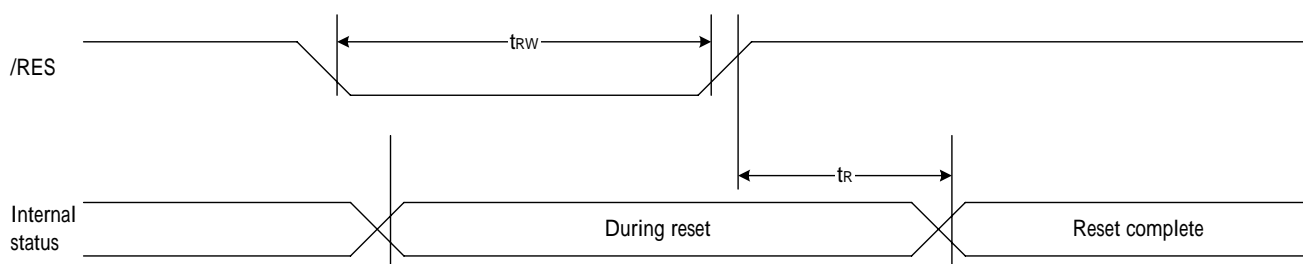 /RES
tRW
tR
Internal
status
During reset
Reset complete